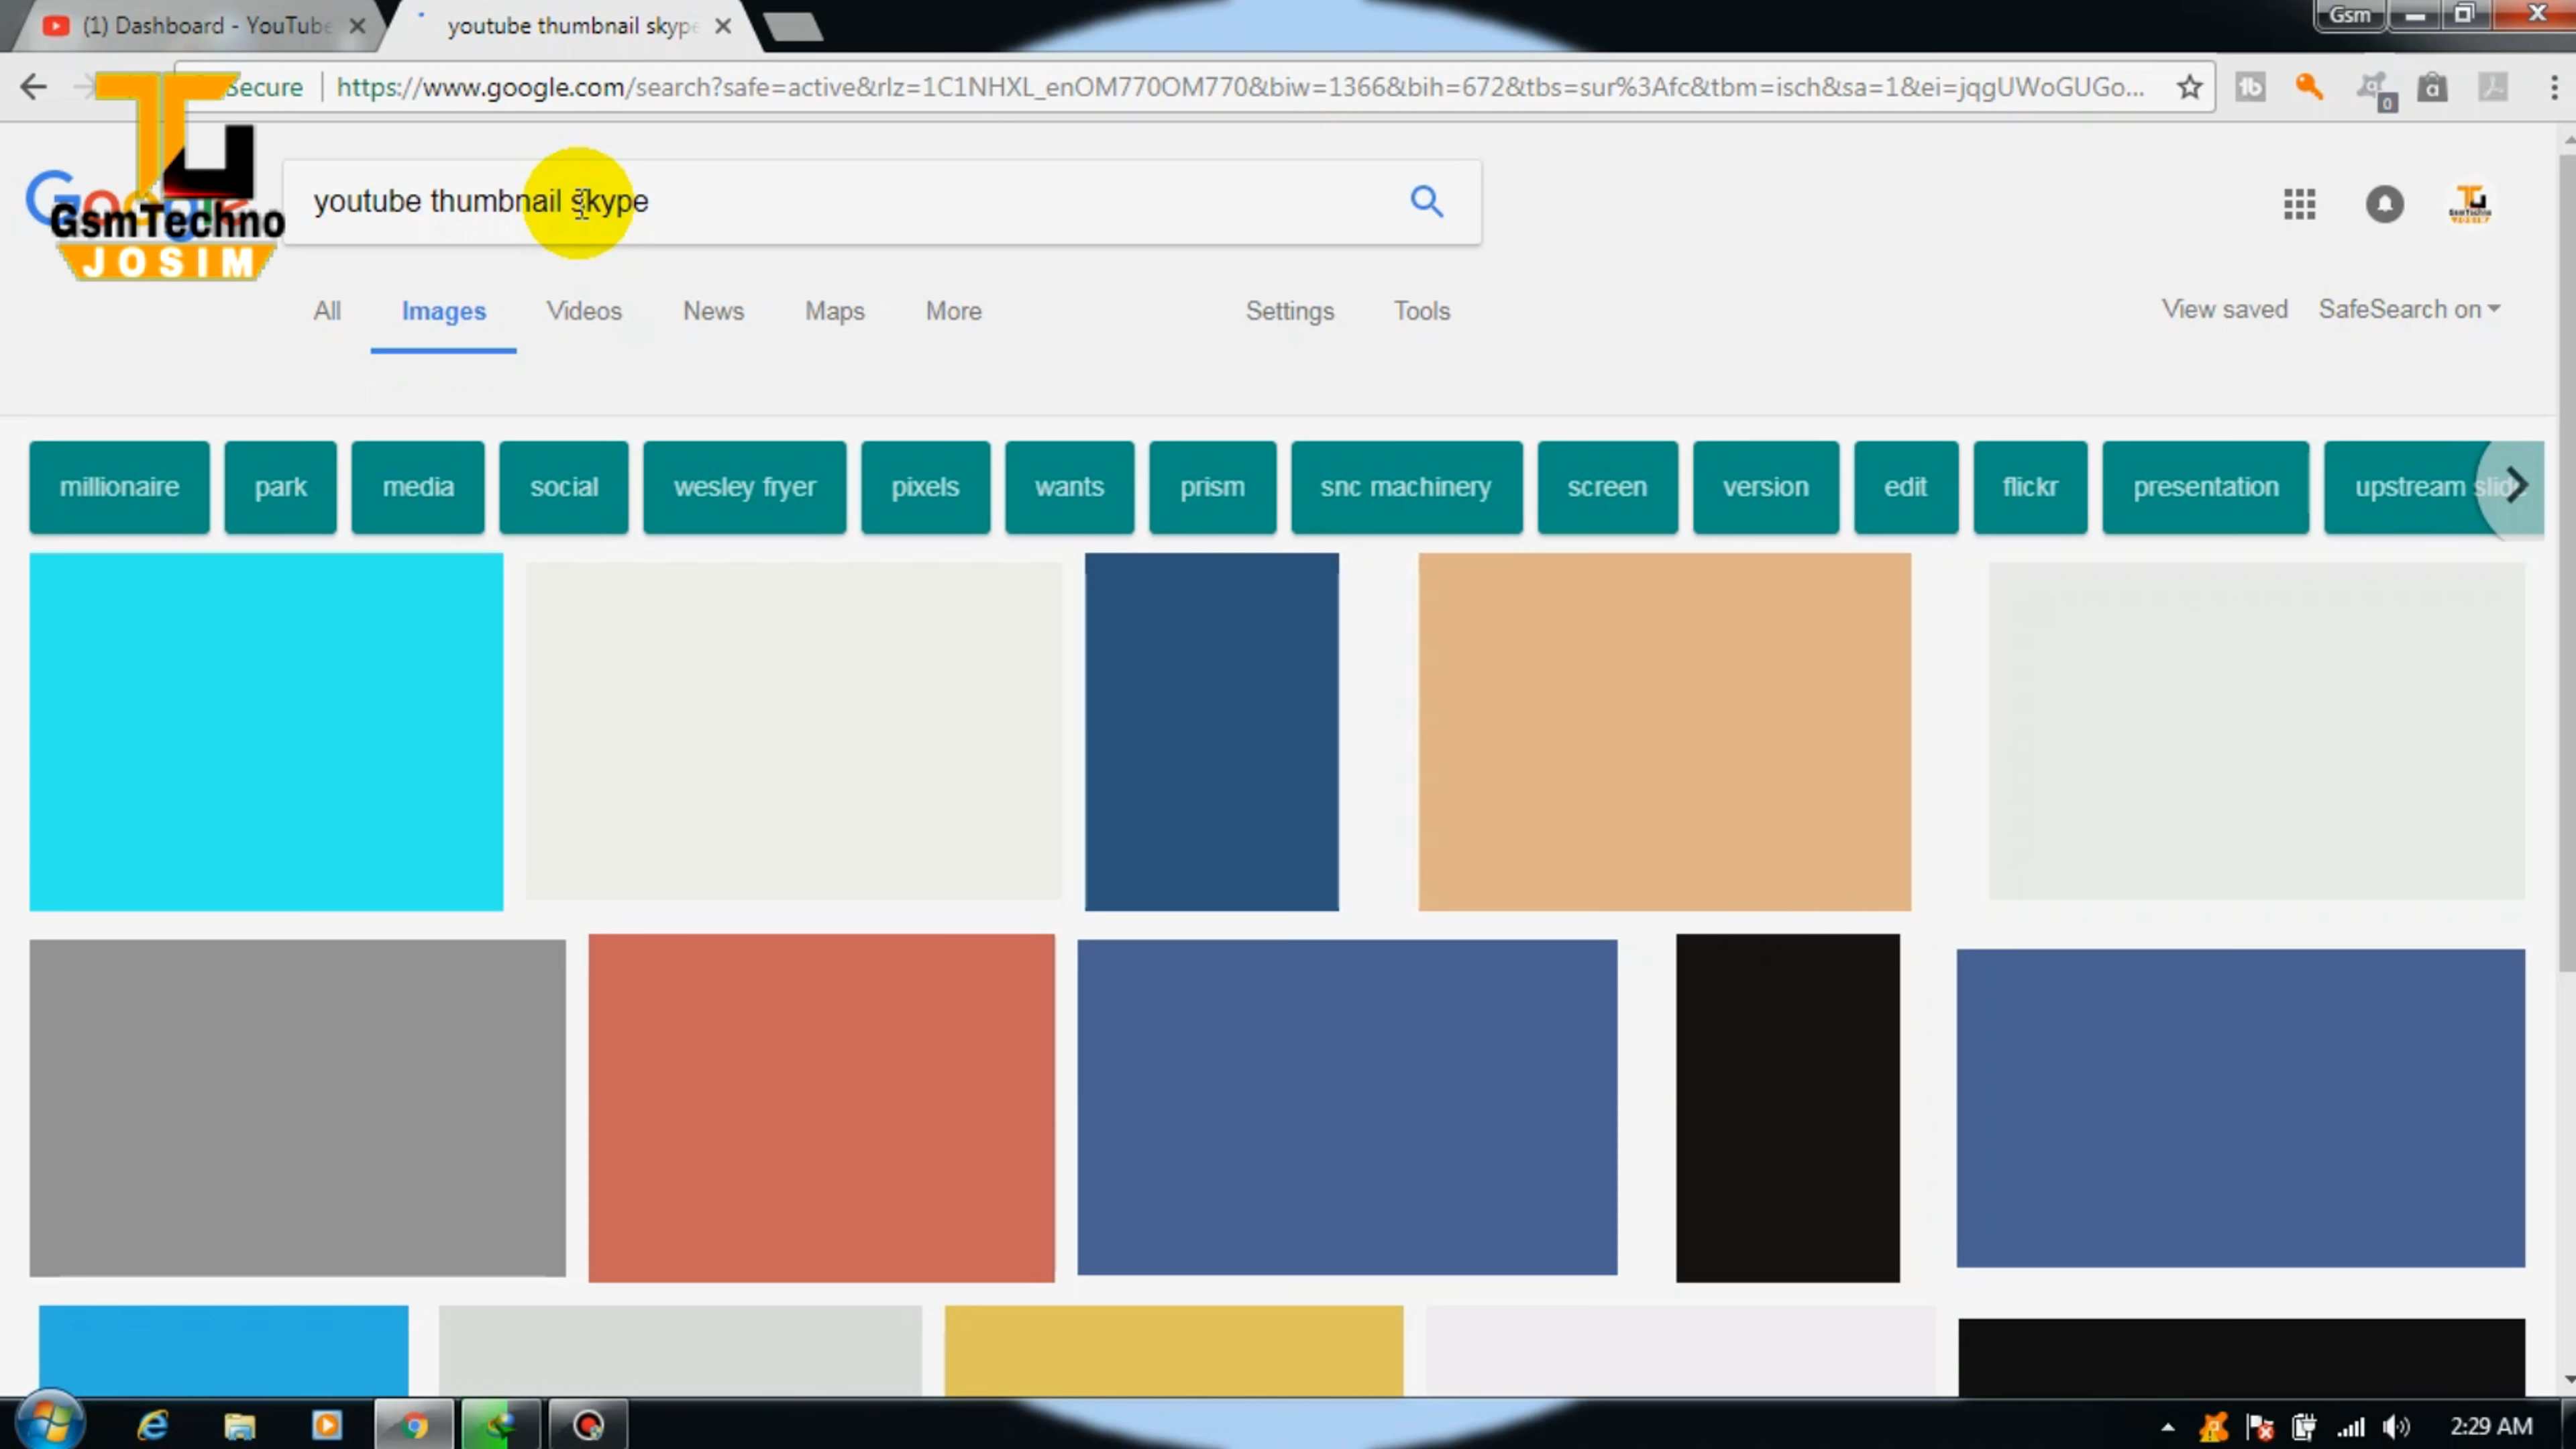 (1) Dashboard - YouTube
youtube thumbnail skype
Gsm
Secure
https://www.google.com/search?safe=active&rlz=1C1NHXL_enOM770OM770&biw=1366&bih=672&tbs=sur%3Afc&tbm=isch&sa=1&ei=jqgUWoGUGo...
0
Google
GsmTechno
JOSIM
youtube thumbnail skype
All
Images
Videos
News
Maps
More
Settings
Tools
View saved
SafeSearch on
millionaire
park
media
social
wesley fryer
pixels
wants
prism
snc machinery
screen
version
edit
flickr
presentation
upstream slide
2:29 AM